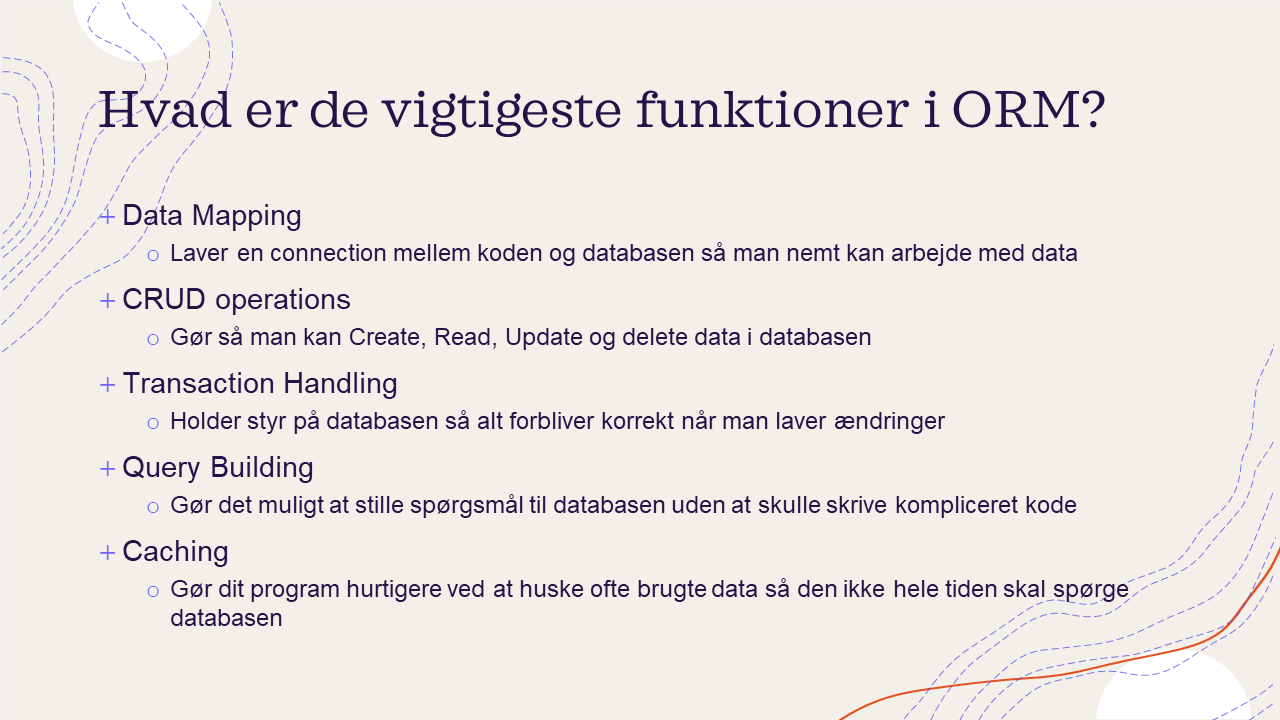 Hvad er de vigtigeste funktioner i ORM?
+ Data Mapping
o Laver en connection mellem koden og databasen så man nemt kan arbejde med data
+ CRUD operations
o Gør så man kan Create, Read, Update og delete data i databasen
+ Transaction Handling
o Holder styr på databasen så alt forbliver korrekt når man laver ændringer
+ Query Building
o Gør det muligt at stille spørgsmål til databasen uden at skulle skrive kompliceret kode
+ Caching
o Gør dit program hurtigere ved at huske ofte brugte data så den ikke hele tiden skal spørge
databasen